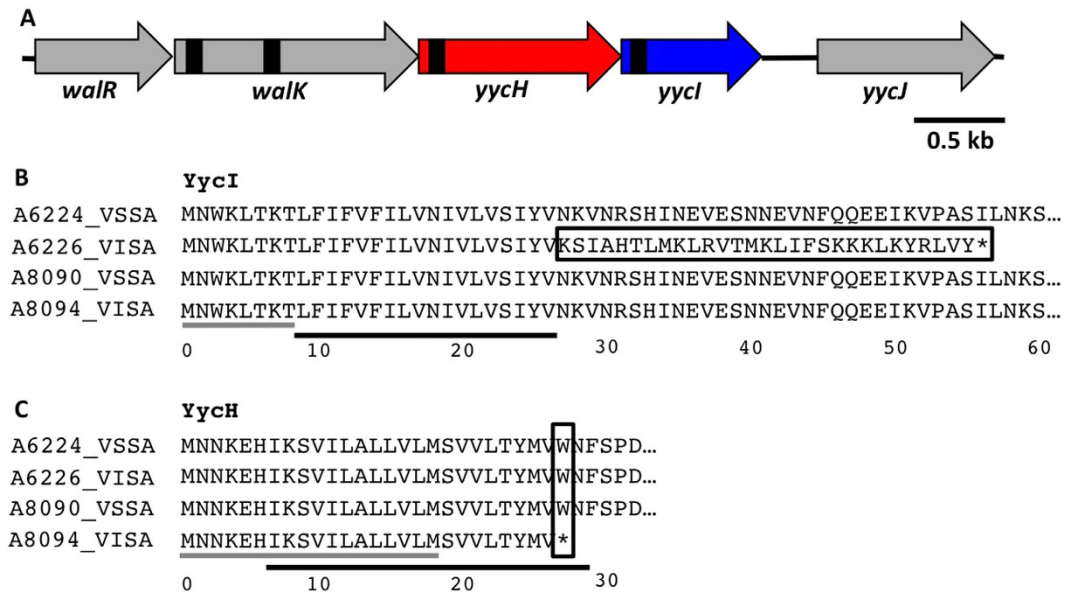 A
walR walK yycH yycI yycJ
0.5 kb
B YycI
A6224_VSSA MNWKLTKTLFIFVFILVNIVLVSIYVNKVNRSHINEVESNNEVNFQQEEIKVPASILNKS…
A6226_VISA MNWKLTKTLFIFVFILVNIVLVSIYVKSIAHTLMKLRVTMKLIFSKKKLKYRLVY*
A8090_VSSA MNWKLTKTLFIFVFILVNIVLVSIYVNKVNRSHINEVESNNEVNFQQEEIKVPASILNKS…
A8094_VISA MNWKLTKTLFIFVFILVNIVLVSIYVNKVNRSHINEVESNNEVNFQQEEIKVPASILNKS…
0 10 20 30 40 50 60
C YycH
A6224_VSSA MNNKEHIKSVILALLVLMSVVLTYMVWNFSPD…
A6226_VISA MNNKEHIKSVILALLVLMSVVLTYMVWNFSPD…
A8090_VSSA MNNKEHIKSVILALLVLMSVVLTYMVWNFSPD…
A8094_VISA MNNKEHIKSVILALLVLMSVVLTYMV*
0 10 20 30